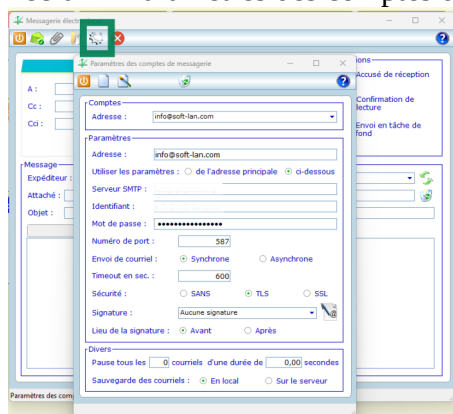 Messagerie élect
Paramètres des comptes de messagerie
ions
Accusé de réception
Confirmation de
lecture
Envoi en tâche de
fond
A :
Cc :
Cci :
Comptes
Adresse : info@soft-lan.com
Paramètres
Adresse : info@soft-lan.com
Utiliser les paramètres : de l'adresse principale ci-dessous
Serveur SMTP :
Identifiant :
Mot de passe : ••••••••••••••••
Numéro de port : 587
Envoi de courriel : Synchrone Asynchrone
Timeout en sec. : 600
Sécurité : SANS TLS SSL
Signature : Aucune signature
Lieu de la signature : Avant Après
Divers
Pause tous les 0 courriels d'une durée de 0,00 secondes
Sauvegarde des courriels : En local Sur le serveur
Message
Expéditeur :
Attaché :
Objet :
Paramètres des com